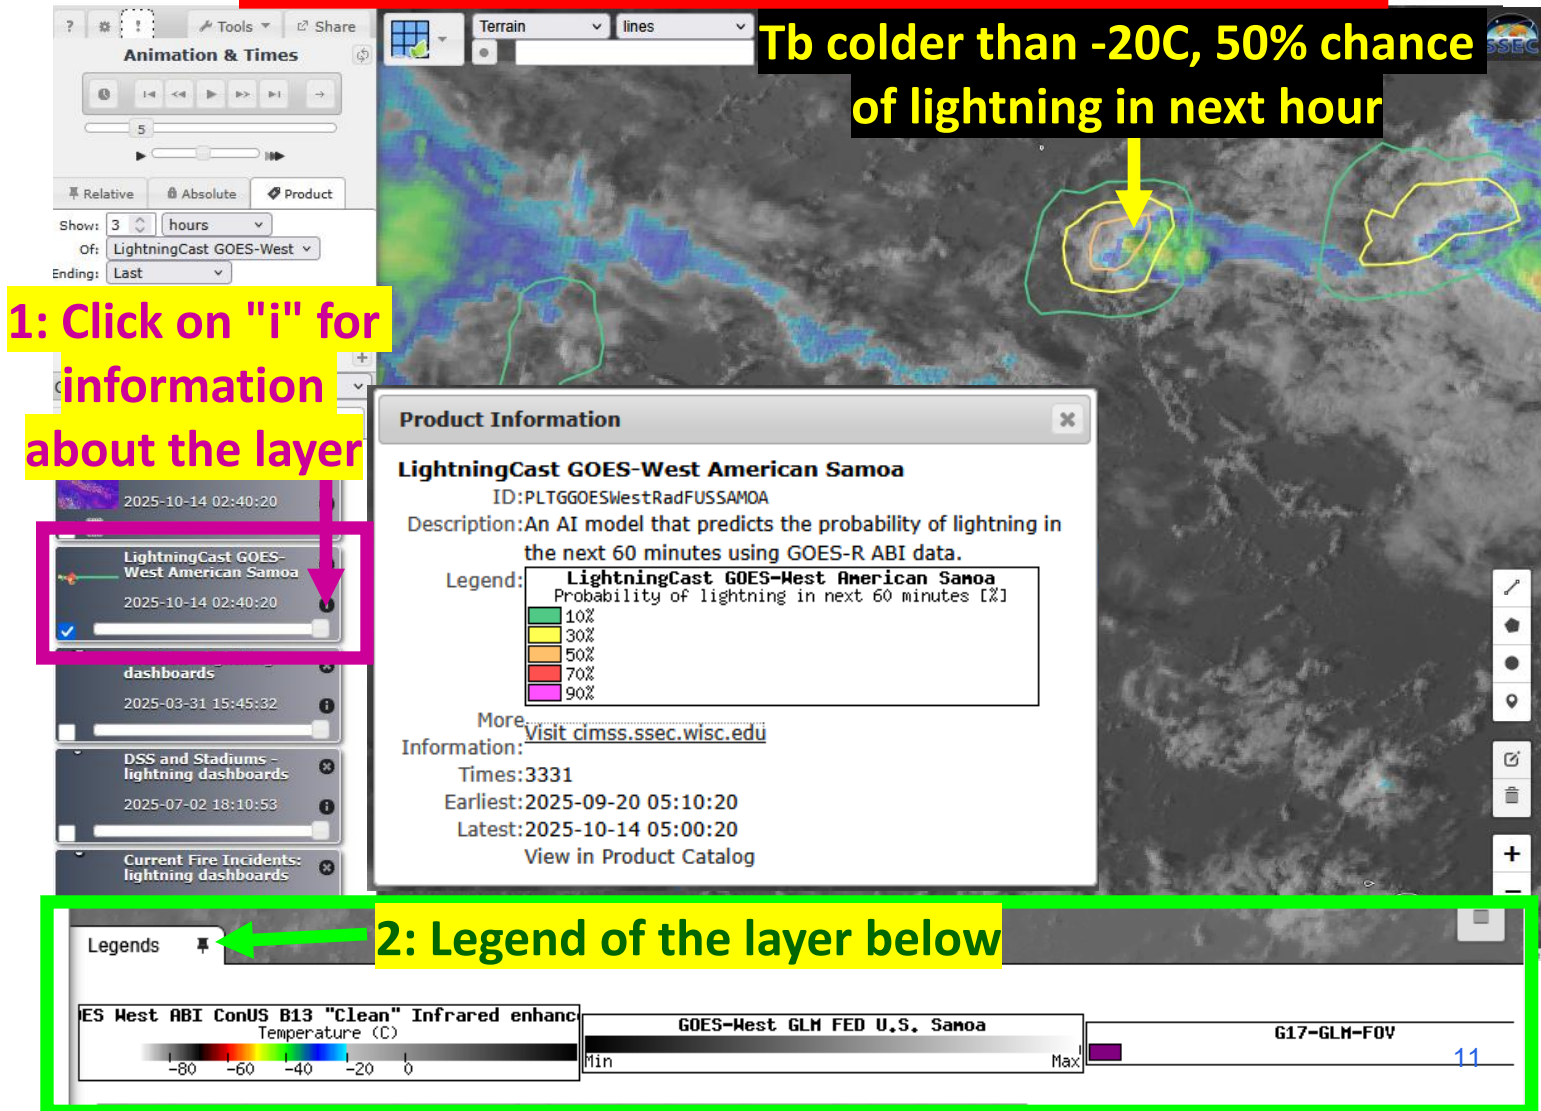 ? Tools Share
Terrain lines
Tb colder than -20C, 50% chance
of lightning in next hour
SSEC
Animation & Times
5
Relative Absolute Product
Show: 3 hours
Of: LightningCast GOES-West
Ending: Last
1: Click on "i" for
information
about the layer
2025-10-14 02:40:20
LightningCast GOES-
West American Samoa
2025-10-14 02:40:20
dashboards
2025-03-31 15:45:32
DSS and Stadiums -
lightning dashboards
2025-07-02 18:10:53
Current Fire Incidents:
lightning dashboards
Product Information
LightningCast GOES-West American Samoa
ID:PLTGGOESWestRadFUSSAMOA
Description:An AI model that predicts the probability of lightning in
the next 60 minutes using GOES-R ABI data.
Legend:
LightningCast GOES-West American Samoa
Probability of lightning in next 60 minutes [%]
10%
30%
50%
70%
90%
More
Information:
Visit cimss.ssec.wisc.edu
Times:3331
Earliest:2025-09-20 05:10:20
Latest:2025-10-14 05:00:20
View in Product Catalog
+
−
Legends
2: Legend of the layer below
ES West ABI ConUS B13 "Clean" Infrared enhanc
Temperature (C)
-80 -60 -40 -20 0
GOES-West GLM FED U.S. Samoa
Min Max
G17-GLM-FOV
11